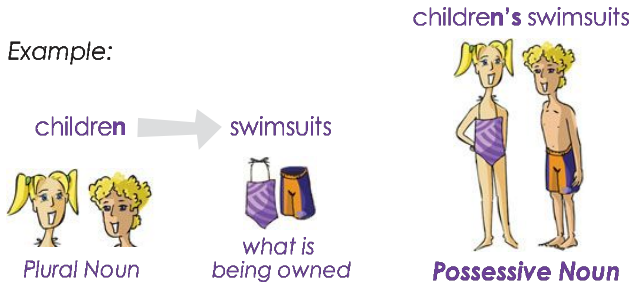 Example:
children
swimsuits
Plural Noun
what is
being owned
children's swimsuits
Possessive Noun